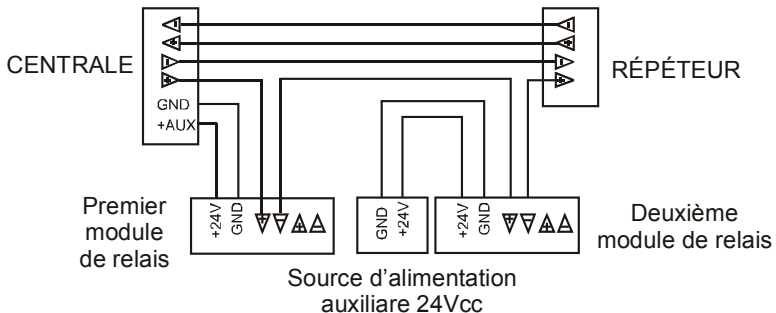 CENTRALE
RÉPÉTEUR
GND
+AUX
+24V
GND
GND
+24V
+24V
GND
Premier
module
de relais
Deuxième
module de relais
Source d'alimentation
auxiliare 24Vcc